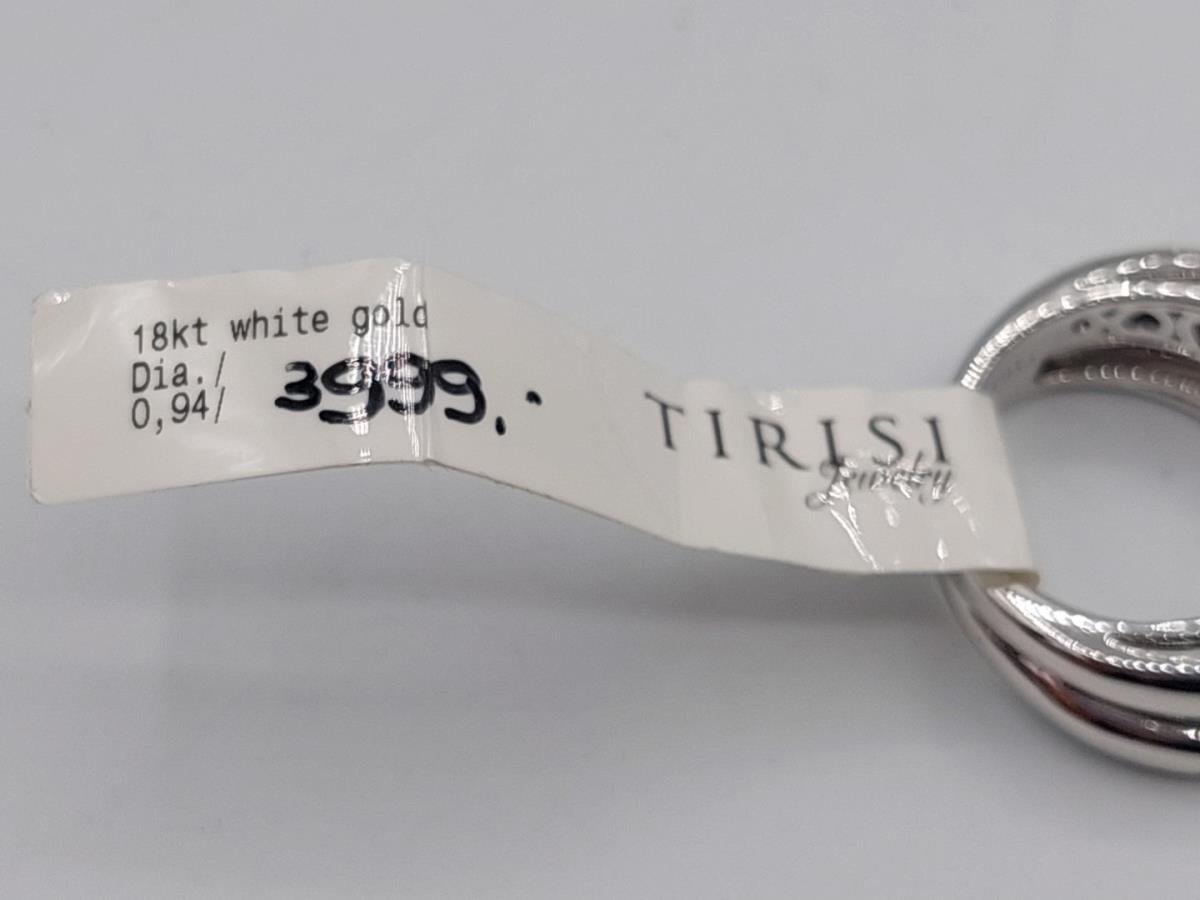 18kt white gold
Dia./
0,94/
3999,-
TIRISI
Jewelry